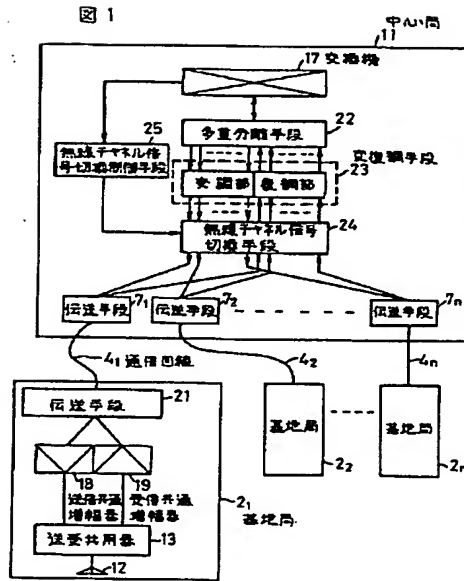 図 1
中心局
11
17 交換機
25
無線チャネル信
号切換制御手段
多重分離手段
22
変復調手段
23
変調部
復調部
24
無線チャネル信号
切換手段
伝送手段
7₁
伝送手段
7₂
伝送手段
7n
4₁ 通信回線
4₂
4n
伝送手段
21
18
19
送信共通
増幅器
受信共通
増幅器
送受共用器
13
12
2₁
基地局
基地局
2₂
基地局
2n